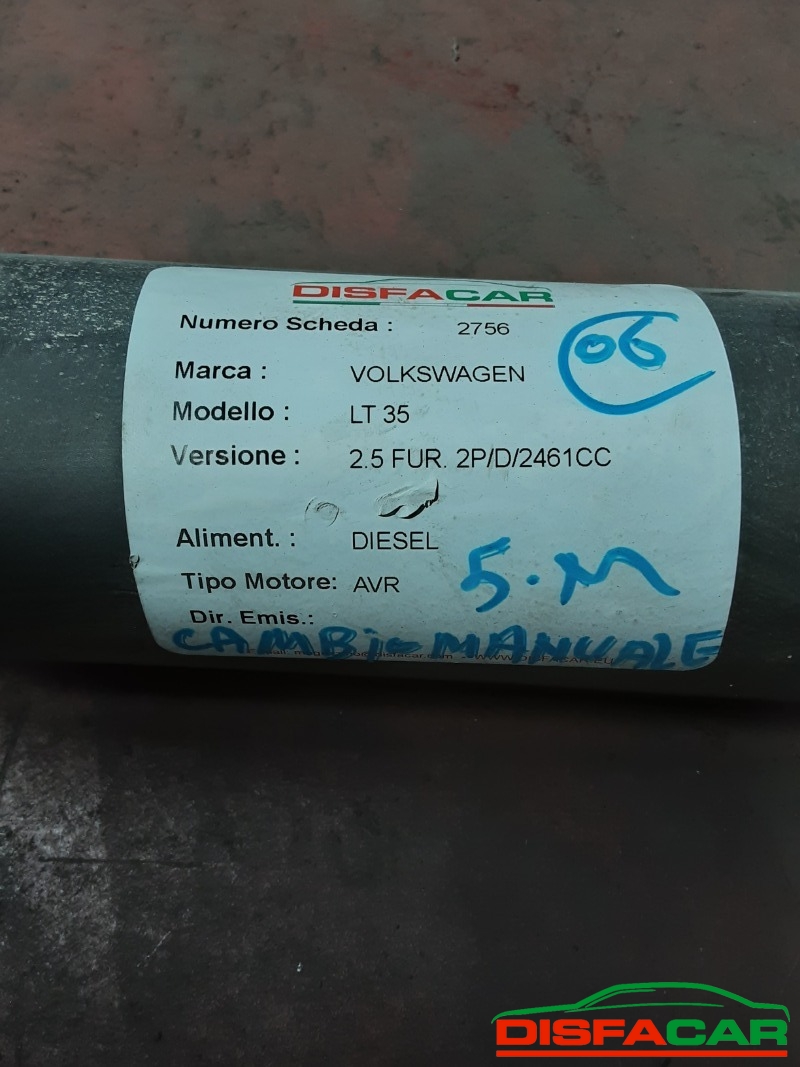 DISFACAR
Numero Scheda : 2756
06
Marca : VOLKSWAGEN
Modello : LT 35
Versione : 2.5 FUR. 2P/D/2461CC
Aliment. : DIESEL
5.M
Tipo Motore: AVR
Dir. Emis.:
CAMBio MANUALE
DISFACAR